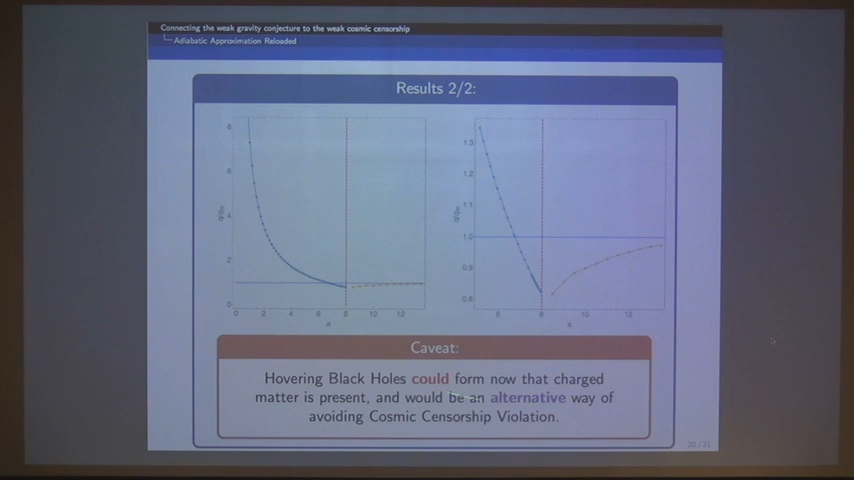 Connecting the weak gravity conjecture to the weak cosmic censorship
Adiabatic Approximation Reloaded
Results 2/2:
8
6
4
2
0
0 2 4 6 8 10 12
a
1.3
1.2
1.1
1.0
0.9
0.8
6 8 10 12
a
Caveat:
Hovering Black Holes could form now that charged
matter is present, and would be an alternative way of
avoiding Cosmic Censorship Violation.
20 / 21